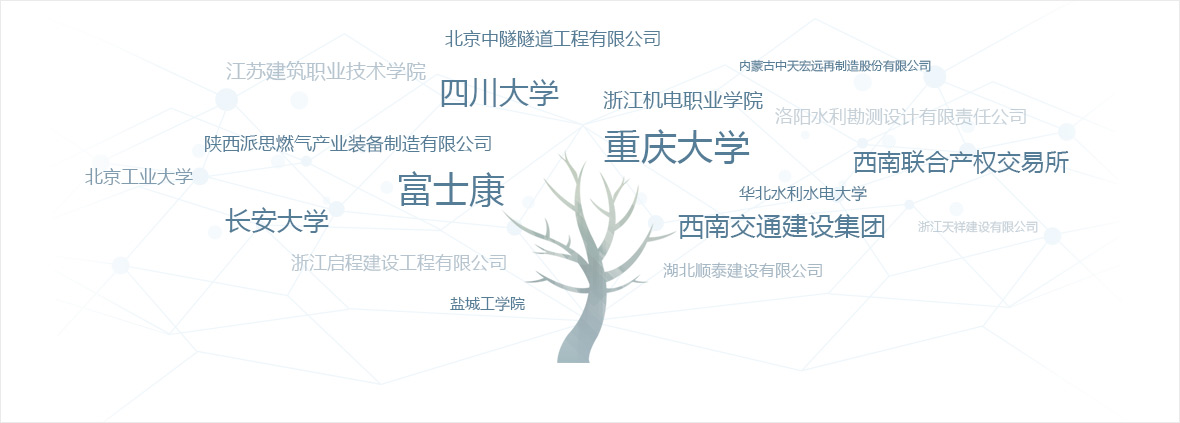 北京中隧隧道工程有限公司
内蒙古中天宏远再制造股份有限公司
江苏建筑职业技术学院
四川大学
浙江机电职业学院
洛阳水利勘测设计有限责任公司
陕西派思燃气产业装备制造有限公司
重庆大学
西南联合产权交易所
北京工业大学
富士康
华北水利水电大学
长安大学
西南交通建设集团
浙江天祥建设有限公司
浙江启程建设工程有限公司
湖北顺泰建设有限公司
盐城工学院